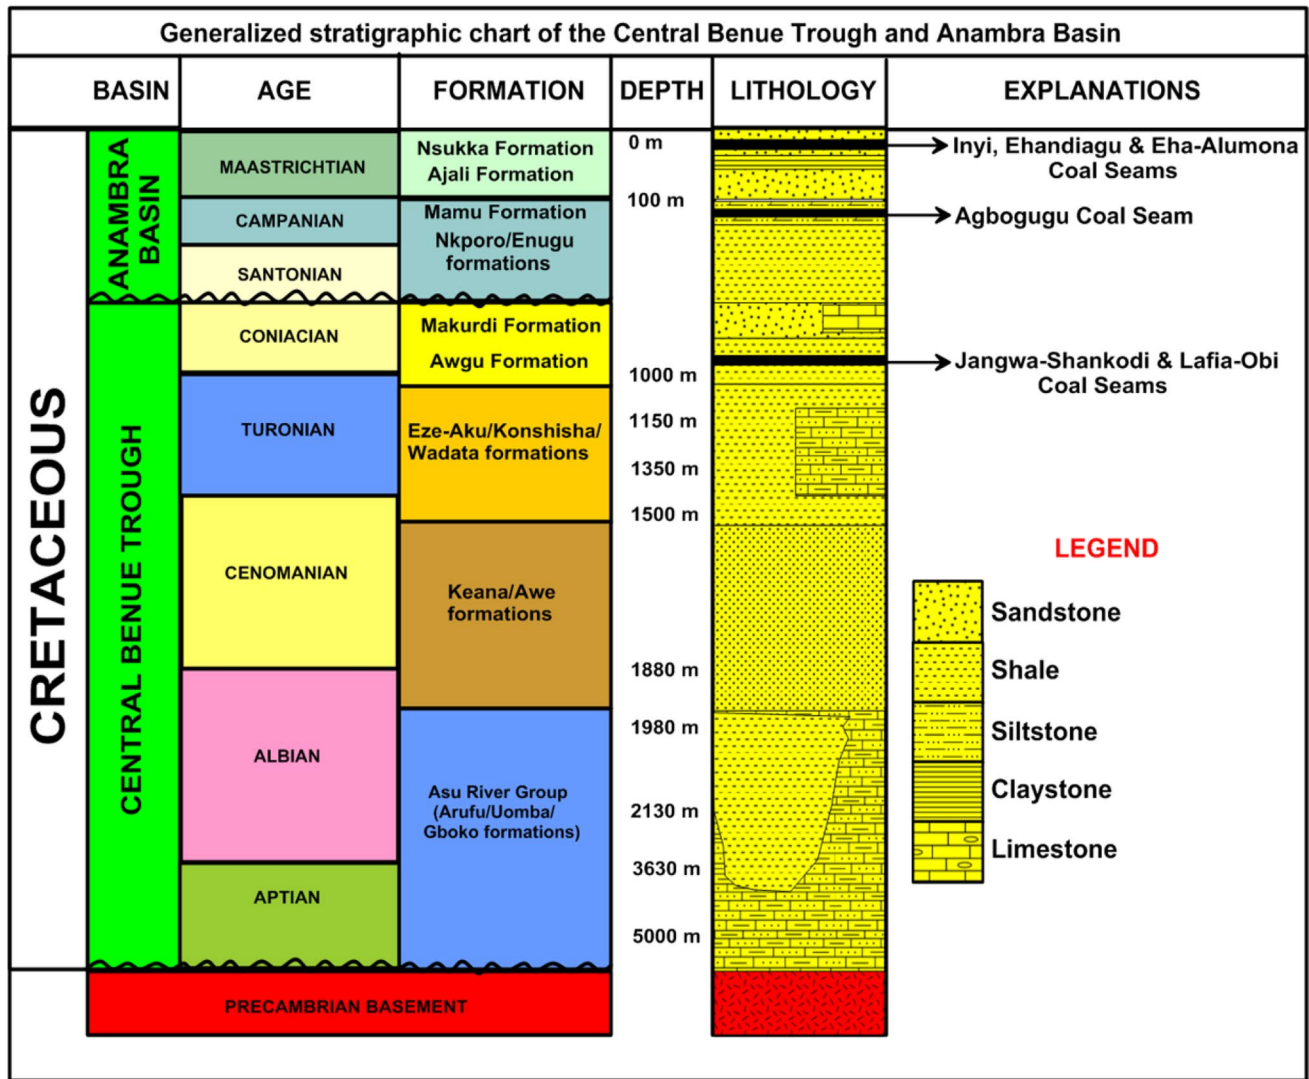 Generalized stratigraphic chart of the Central Benue Trough and Anambra Basin
BASIN
AGE
FORMATION
DEPTH
LITHOLOGY
EXPLANATIONS
CRETACEOUS
ANAMBRA
BASIN
CENTRAL BENUE TROUGH
MAASTRICHTIAN
CAMPANIAN
SANTONIAN
CONIACIAN
TURONIAN
CENOMANIAN
ALBIAN
APTIAN
PRECAMBRIAN BASEMENT
Nsukka Formation
Ajali Formation
Mamu Formation
Nkporo/Enugu
formations
Makurdi Formation
Awgu Formation
Eze-Aku/Konshisha/
Wadata formations
Keana/Awe
formations
Asu River Group
(Arufu/Uomba/
Gboko formations)
0 m
100 m
1000 m
1150 m
1350 m
1500 m
1880 m
1980 m
2130 m
3630 m
5000 m
Inyi, Ehandiagu & Eha-Alumona
Coal Seams
Agbogugu Coal Seam
Jangwa-Shankodi & Lafia-Obi
Coal Seams
LEGEND
Sandstone
Shale
Siltstone
Claystone
Limestone